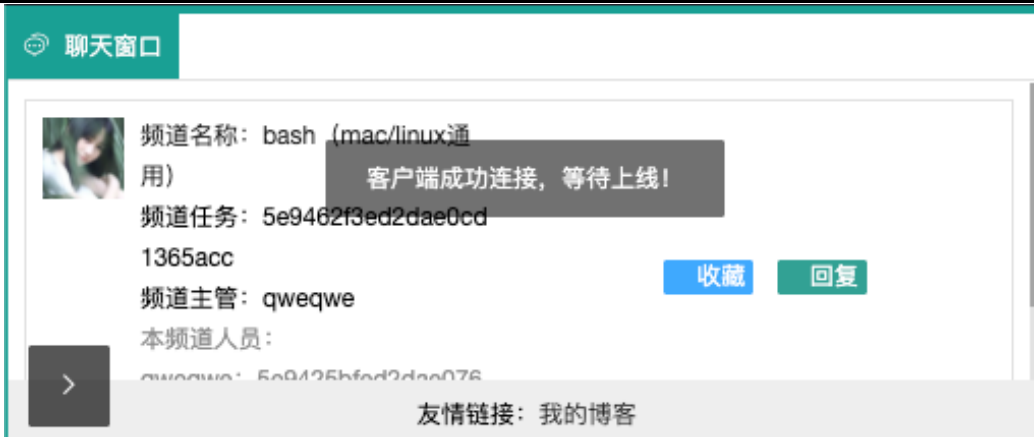 聊天窗口
频道名称：bash（mac/linux通
用）
客户端成功连接，等待上线！
频道任务：5e9462f3ed2dae0cd
1365acc
收藏
回复
频道主管：qweqwe
本频道人员：
qweqwe：5e9425bfed2dae076
友情链接：我的博客